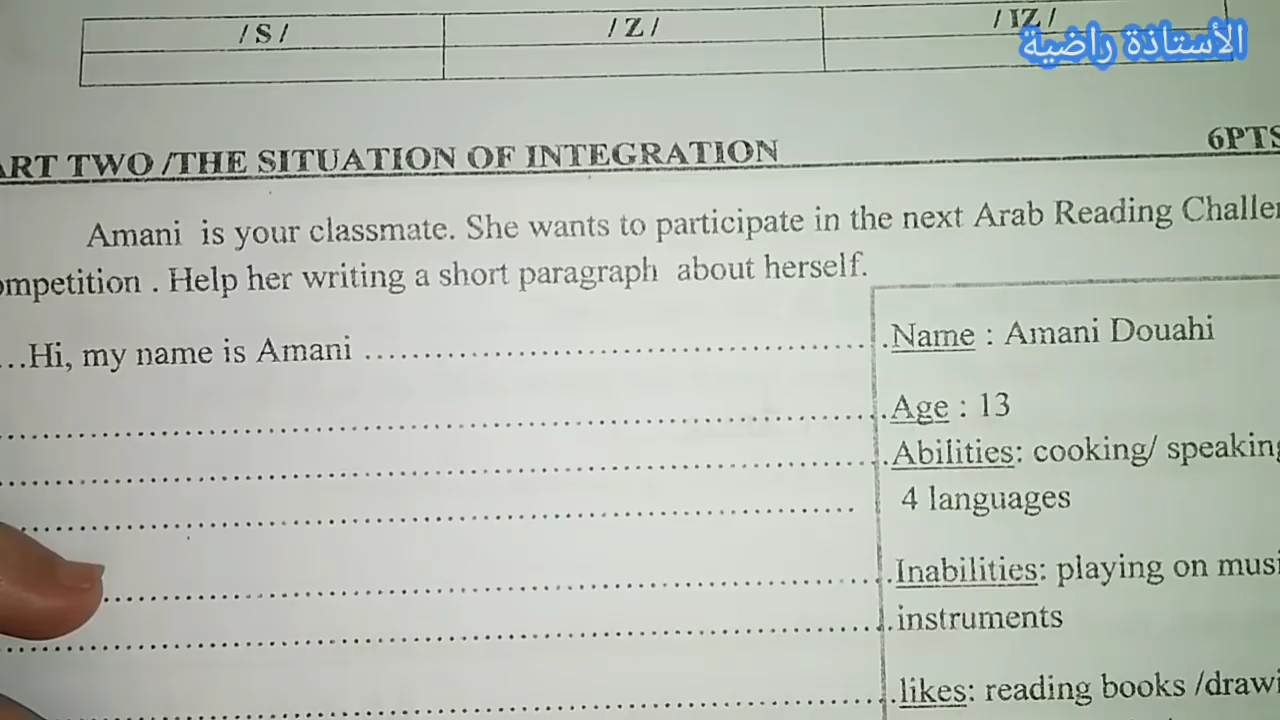 / S / / Z / / IZ /
الأستاذة راضية
ART TWO /THE SITUATION OF INTEGRATION 6PTS
Amani is your classmate. She wants to participate in the next Arab Reading Challen
ompetition . Help her writing a short paragraph about herself.
...Hi, my name is Amani ............................................
.Name : Amani Douahi
.Age : 13
.Abilities: cooking/ speaking
4 languages
.Inabilities: playing on musi
.instruments
.likes: reading books /drawi